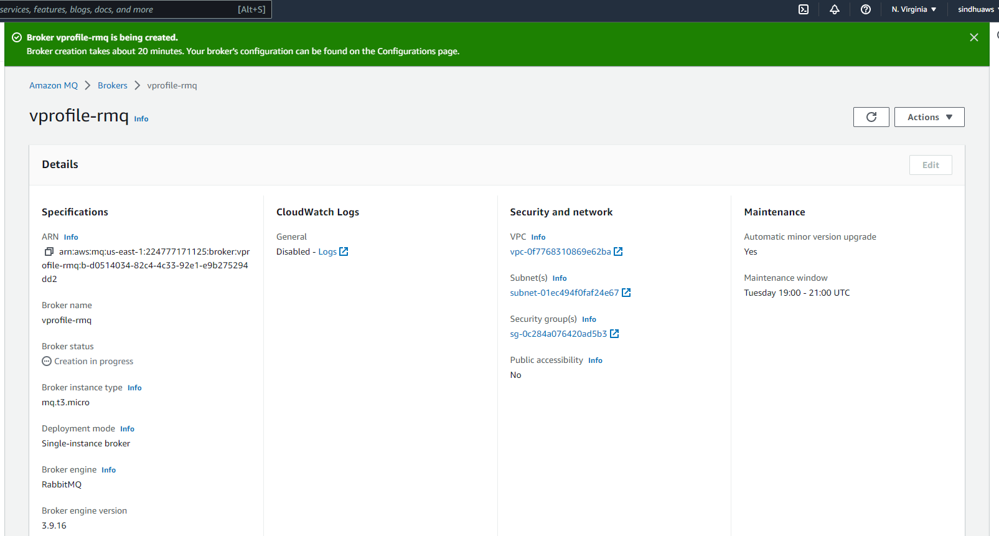 services, features, blogs, docs, and more [Alt+S] N. Virginia ▼ sindhuaws
Broker vprofile-rmq is being created.
Broker creation takes about 20 minutes. Your broker's configuration can be found on the Configurations page.
Amazon MQ > Brokers > vprofile-rmq
vprofile-rmq Info
Actions ▼
Details
Edit
Specifications
ARN Info
arn:aws:mq:us-east-1:224777171125:broker:vpr
ofile-rmq:b-d0514034-82c4-4c33-92e1-e9b275294
dd2
Broker name
vprofile-rmq
Broker status
Creation in progress
Broker instance type Info
mq.t3.micro
Deployment mode Info
Single-instance broker
Broker engine Info
RabbitMQ
Broker engine version
3.9.16
CloudWatch Logs
General
Disabled - Logs
Security and network
VPC Info
vpc-0f7768310869e62ba
Subnet(s) Info
subnet-01ec494f0faf24e67
Security group(s) Info
sg-0c284a076420ad5b3
Public accessibility Info
No
Maintenance
Automatic minor version upgrade
Yes
Maintenance window
Tuesday 19:00 - 21:00 UTC